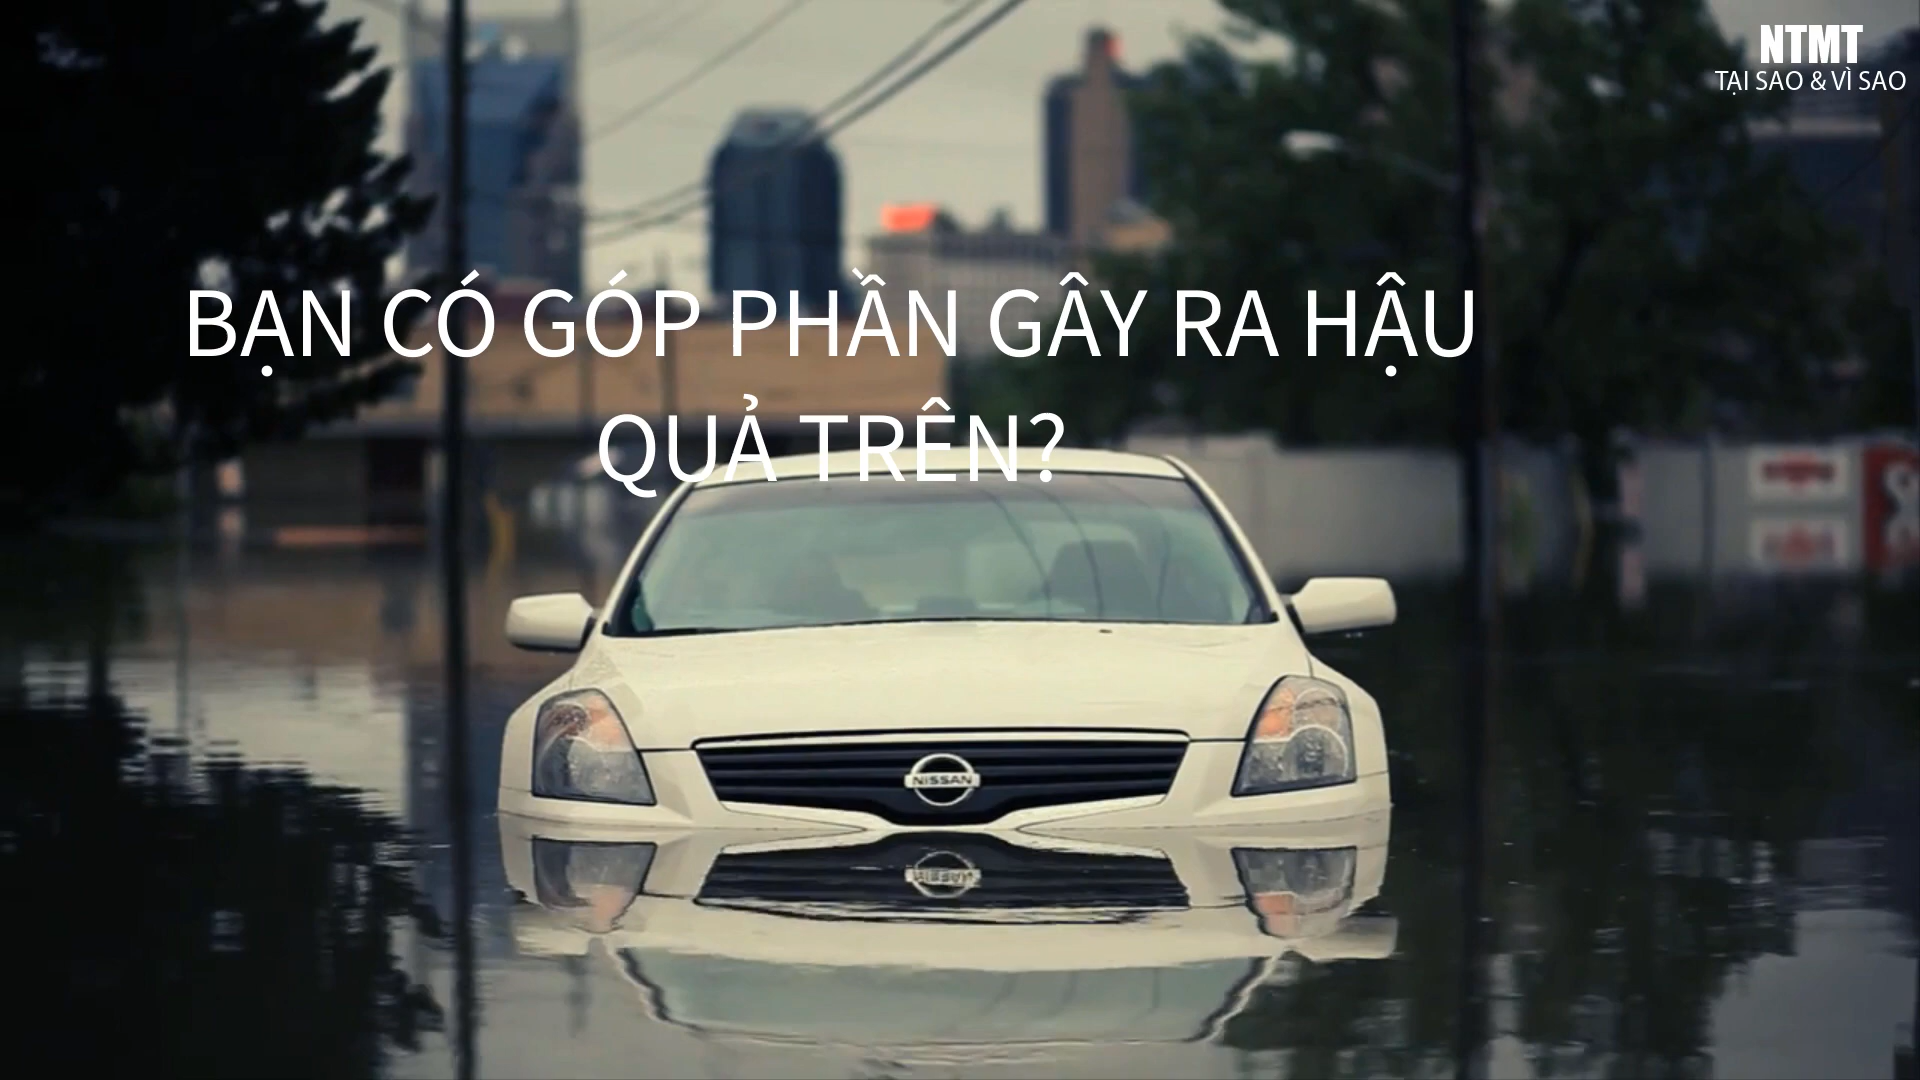 NTMT
TẠI SAO & VÌ SAO
BẠN CÓ GÓP PHẦN GÂY RA HẬU
QUẢ TRÊN?
NISSAN